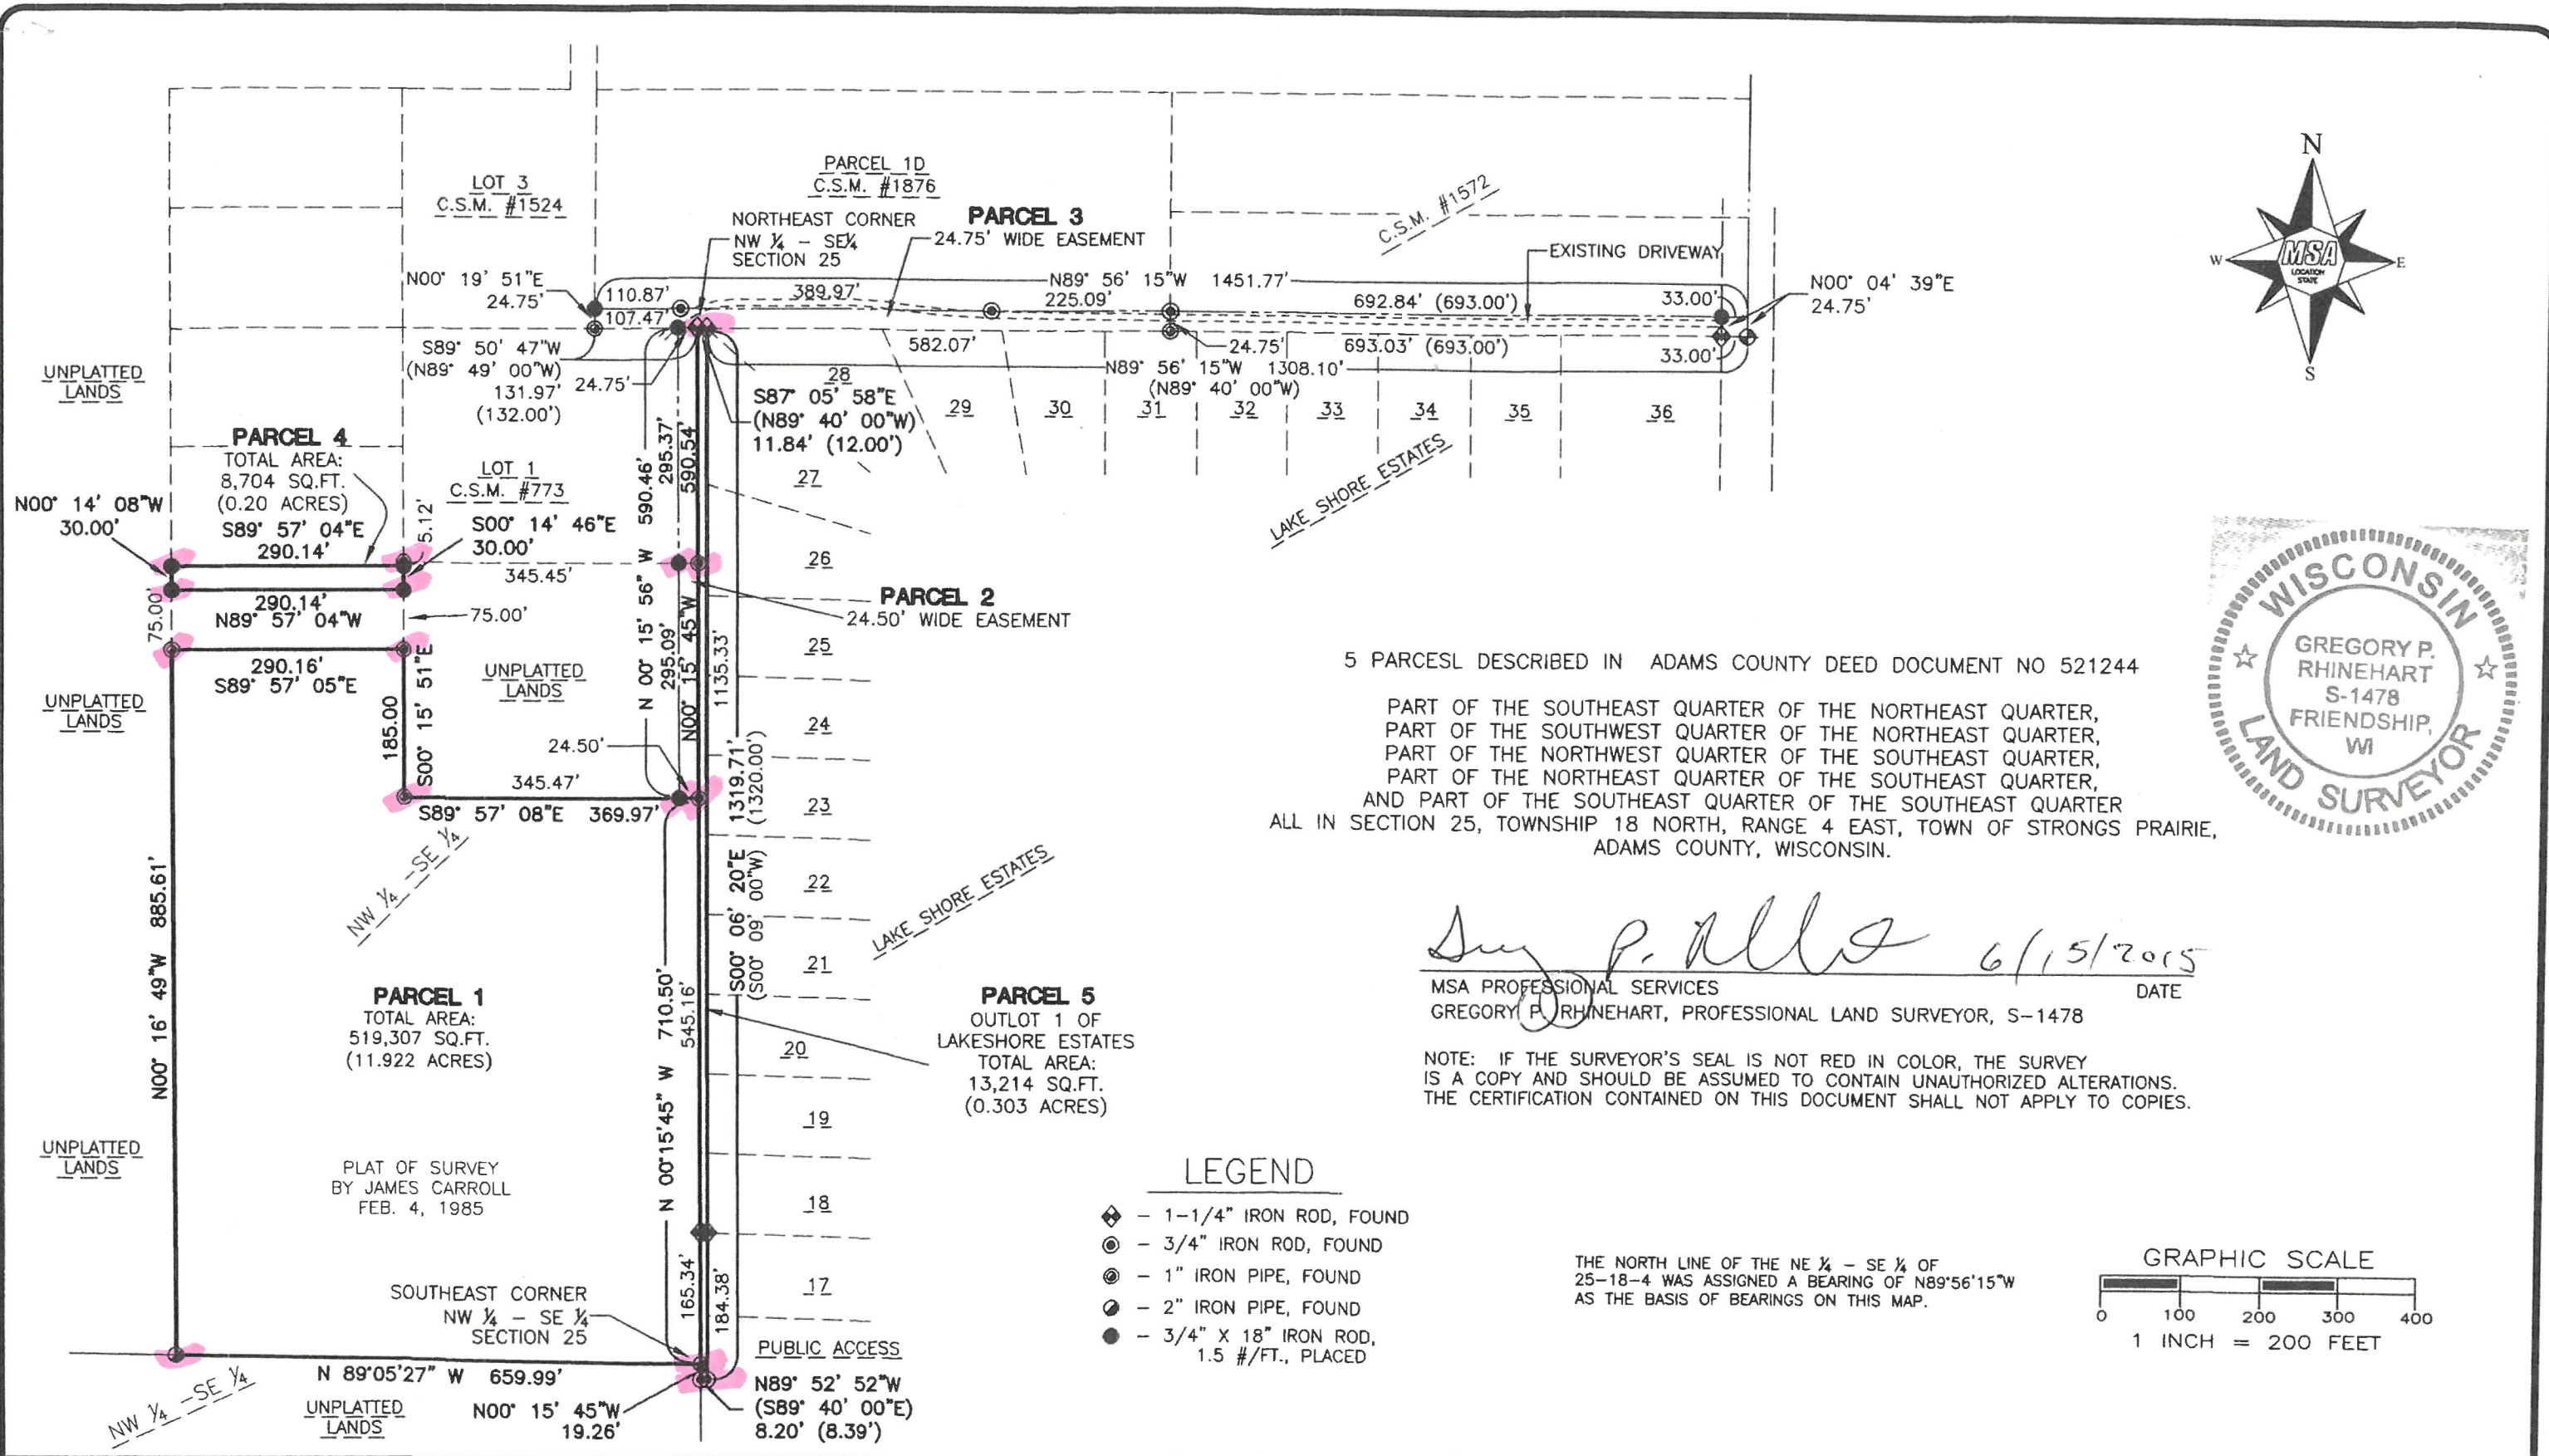 LOT 3
C.S.M. #1524
PARCEL 1D
C.S.M. #1876
NORTHEAST CORNER
NW ¼ - SE¼
SECTION 25
PARCEL 3
24.75' WIDE EASEMENT
C.S.M. #1572
EXISTING DRIVEWAY
N
W
E
S
MSA
LOCATION
STATE
N00° 19' 51"E
24.75'
110.87'
107.47'
389.97'
N89° 56' 15"W 1451.77'
225.09'
692.84' (693.00')
33.00'
N00° 04' 39"E
24.75'
S89° 50' 47"W
(N89° 49' 00"W)
131.97'
(132.00')
24.75'
582.07'
24.75'
693.03' (693.00')
33.00'
N89° 56' 15"W 1308.10'
(N89° 40' 00"W)
S87° 05' 58"E
(N89° 40' 00"W)
11.84' (12.00')
28
29
30
31
32
33
34
35
36
LAKE SHORE ESTATES
UNPLATTED
LANDS
PARCEL 4
TOTAL AREA:
8,704 SQ.FT.
(0.20 ACRES)
S89° 57' 04"E
290.14'
N00° 14' 08"W
30.00'
LOT 1
C.S.M. #773
S00° 14' 46"E
30.00'
5.12'
345.45'
290.14'
N89° 57' 04"W
75.00'
75.00'
290.16'
S89° 57' 05"E
UNPLATTED
LANDS
UNPLATTED
LANDS
185.00
S00° 15' 51"E
24.50'
345.47'
S89° 57' 08"E 369.97'
N 00° 15' 56" W 590.46'
295.37'
295.09'
590.54'
N00° 15' 45"W
1135.33'
1319.71'
(1320.00')
S00° 06' 20"E
(S00° 09' 00"W)
PARCEL 2
24.50' WIDE EASEMENT
27
26
25
24
23
22
21
20
19
18
17
NW ¼ -SE ¼
LAKE SHORE ESTATES
N00° 16' 49"W 885.61'
PARCEL 1
TOTAL AREA:
519,307 SQ.FT.
(11.922 ACRES)
N 00°15'45" W 710.50'
545.16'
165.34'
184.38'
PARCEL 5
OUTLOT 1 OF
LAKESHORE ESTATES
TOTAL AREA:
13,214 SQ.FT.
(0.303 ACRES)
UNPLATTED
LANDS
PLAT OF SURVEY
BY JAMES CARROLL
FEB. 4, 1985
SOUTHEAST CORNER
NW ¼ - SE ¼
SECTION 25
N 89°05'27" W 659.99'
NW ¼ -SE ¼
UNPLATTED
LANDS
N00° 15' 45"W
19.26'
PUBLIC ACCESS
N89° 52' 52"W
(S89° 40' 00"E)
8.20' (8.39')
5 PARCESL DESCRIBED IN ADAMS COUNTY DEED DOCUMENT NO 521244
PART OF THE SOUTHEAST QUARTER OF THE NORTHEAST QUARTER,
PART OF THE SOUTHWEST QUARTER OF THE NORTHEAST QUARTER,
PART OF THE NORTHWEST QUARTER OF THE SOUTHEAST QUARTER,
PART OF THE NORTHEAST QUARTER OF THE SOUTHEAST QUARTER,
AND PART OF THE SOUTHEAST QUARTER OF THE SOUTHEAST QUARTER
ALL IN SECTION 25, TOWNSHIP 18 NORTH, RANGE 4 EAST, TOWN OF STRONGS PRAIRIE,
ADAMS COUNTY, WISCONSIN.
WISCONSIN
GREGORY P.
RHINEHART
S-1478
FRIENDSHIP,
WI
LAND SURVEYOR
6/15/2015
MSA PROFESSIONAL SERVICES
DATE
GREGORY P. RHINEHART, PROFESSIONAL LAND SURVEYOR, S-1478
NOTE: IF THE SURVEYOR'S SEAL IS NOT RED IN COLOR, THE SURVEY
IS A COPY AND SHOULD BE ASSUMED TO CONTAIN UNAUTHORIZED ALTERATIONS.
THE CERTIFICATION CONTAINED ON THIS DOCUMENT SHALL NOT APPLY TO COPIES.
LEGEND
- 1-1/4" IRON ROD, FOUND
- 3/4" IRON ROD, FOUND
- 1" IRON PIPE, FOUND
- 2" IRON PIPE, FOUND
- 3/4" X 18" IRON ROD,
1.5 #/FT., PLACED
THE NORTH LINE OF THE NE ¼ - SE ¼ OF
25-18-4 WAS ASSIGNED A BEARING OF N89°56'15"W
AS THE BASIS OF BEARINGS ON THIS MAP.
GRAPHIC SCALE
0 100 200 300 400
1 INCH = 200 FEET